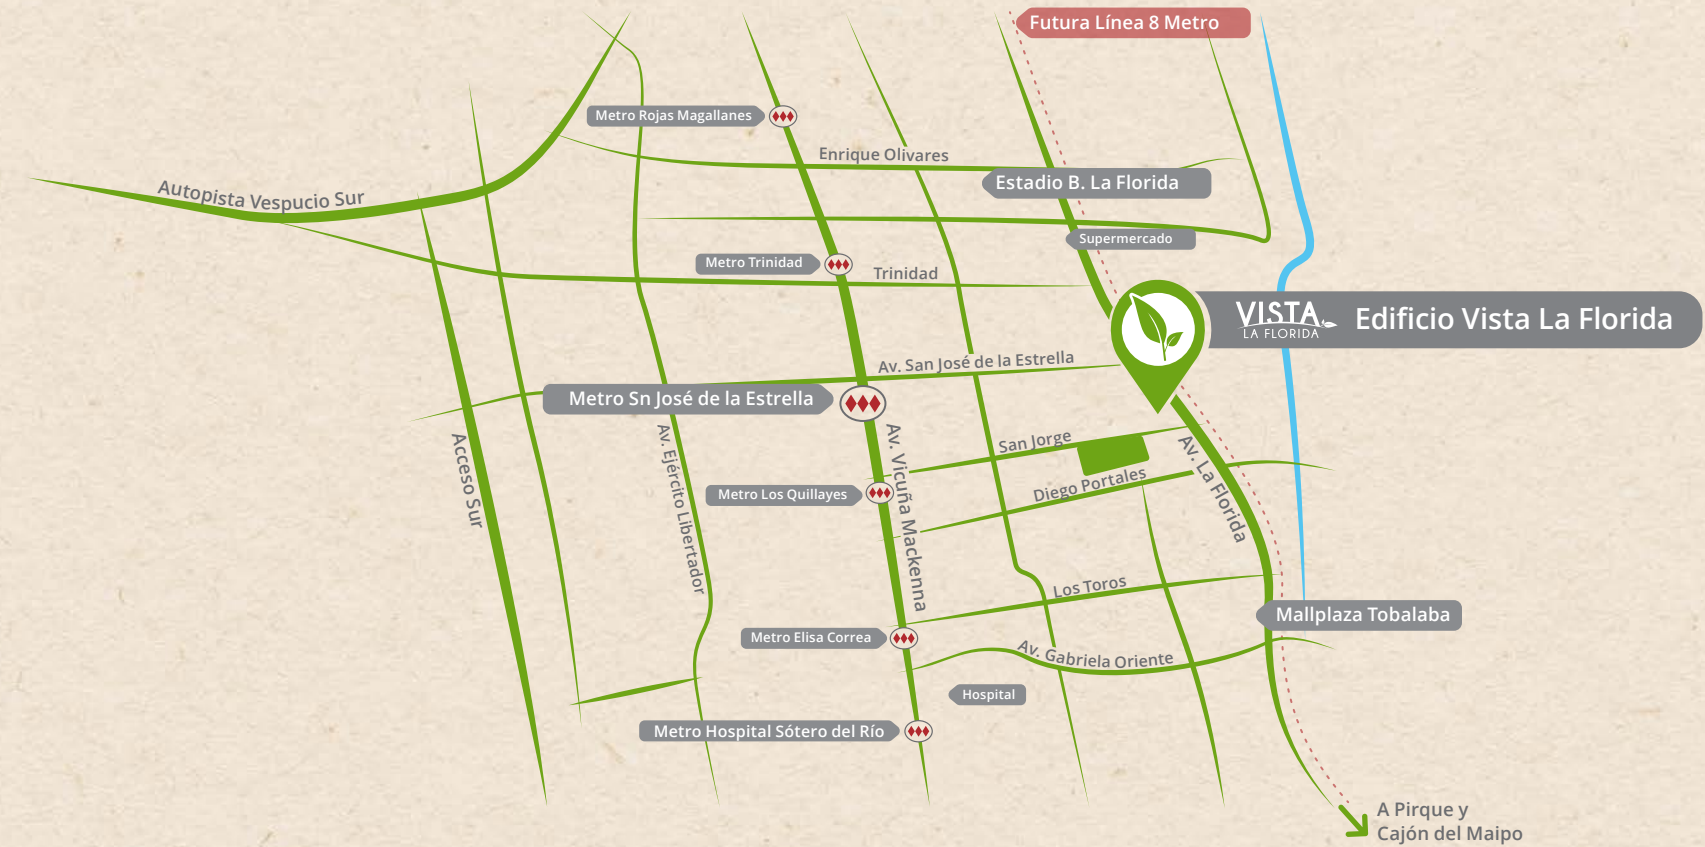 Futura Línea 8 Metro
Metro Rojas Magallanes
Enrique Olivares
Autopista Vespucio Sur
Estadio B. La Florida
Supermercado
Metro Trinidad
Trinidad
VISTA
LA FLORIDA
Edificio Vista La Florida
Av. San José de la Estrella
Metro Sn José de la Estrella
Acceso Sur
Av. Ejército Libertador
Av. Vicuña Mackenna
San Jorge
Av. La Florida
Metro Los Quillayes
Diego Portales
Los Toros
Mallplaza Tobalaba
Metro Elisa Correa
Av. Gabriela Oriente
Hospital
Metro Hospital Sótero del Río
A Pirque y
Cajón del Maipo